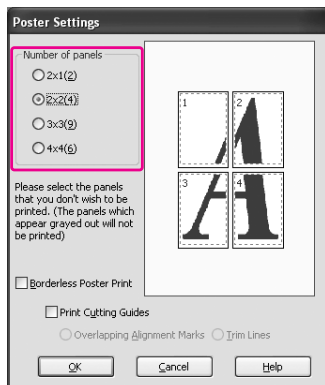 Poster Settings
Number of panels
2x1(2)
2x2(4)
3x3(9)
4x4(6)
1 2
3 4
Please select the panels
that you don't wish to be
printed. (The panels which
appear grayed out will not
be printed)
Borderless Poster Print
Print Cutting Guides
Overlapping Alignment Marks Trim Lines
OK Cancel Help